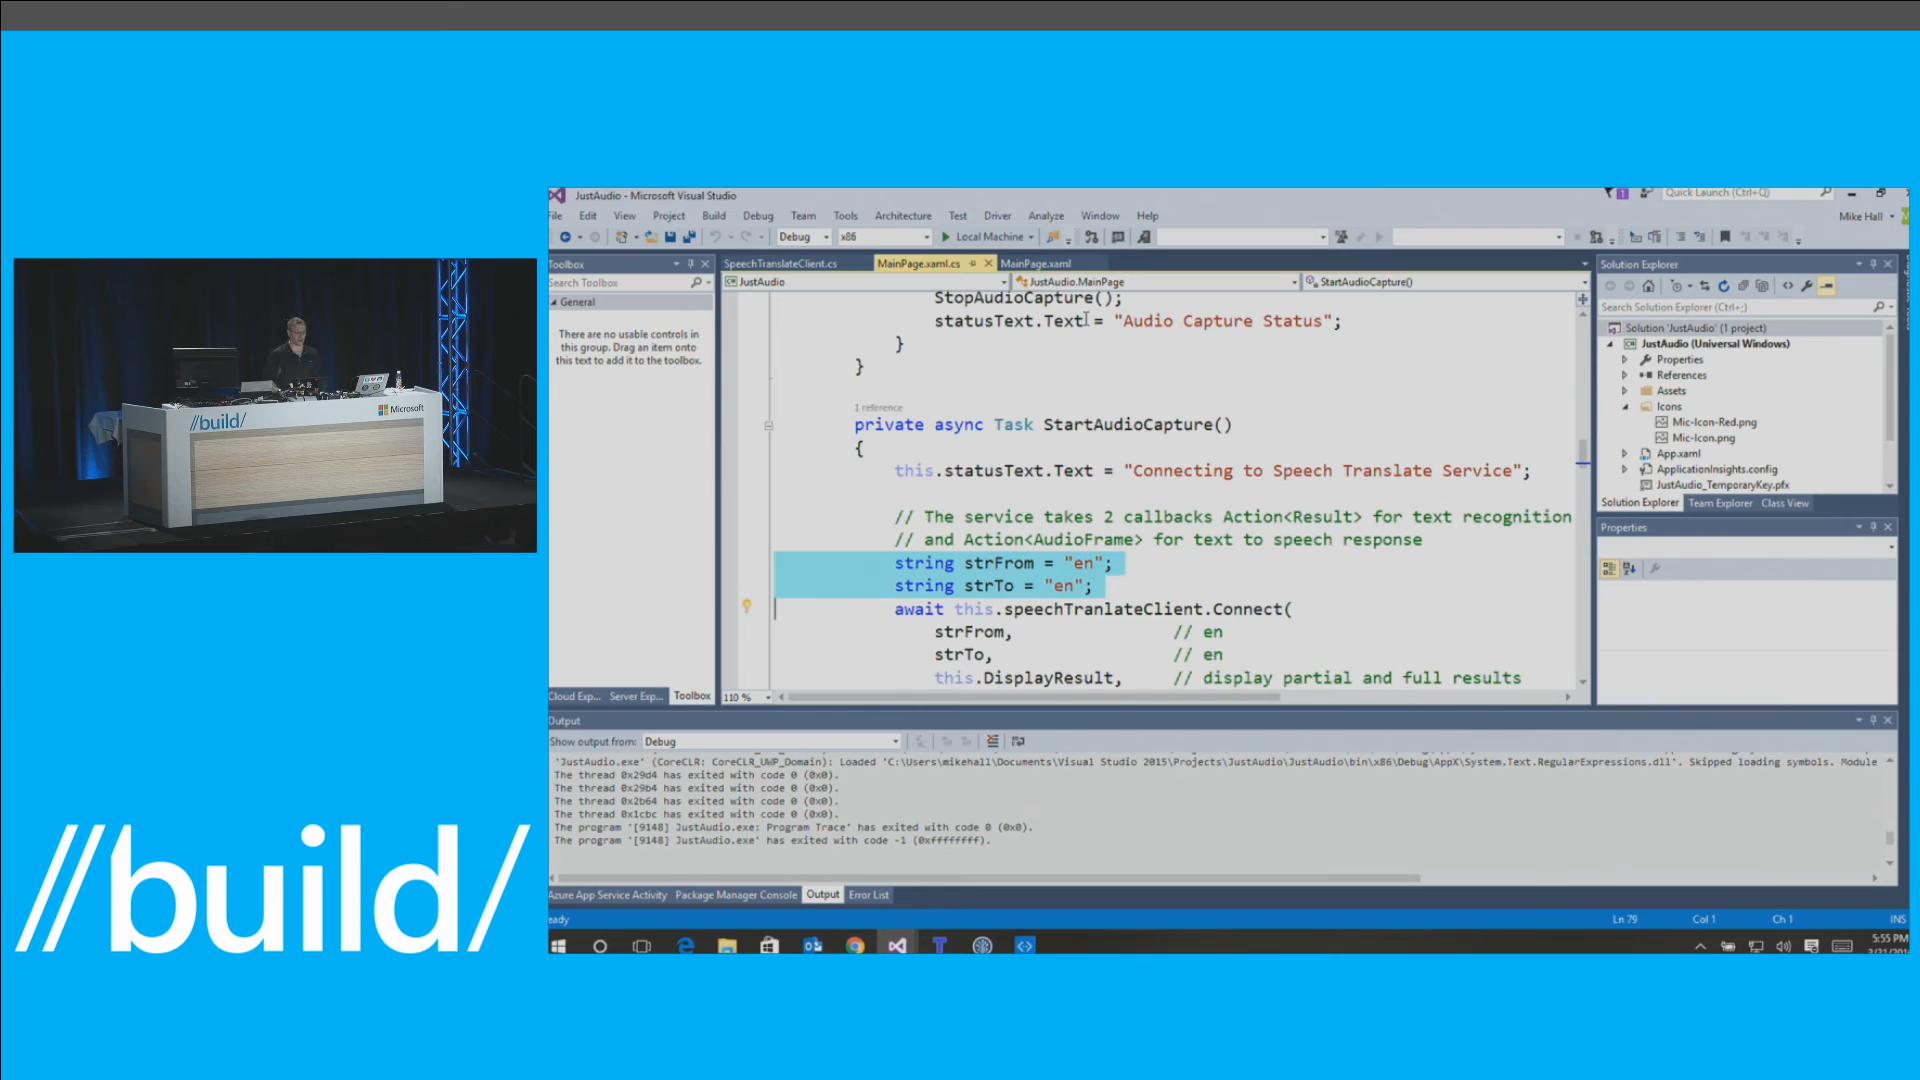 JustAudio - Microsoft Visual Studio
1
Quick Launch (Ctrl+Q)
File Edit View Project Build Debug Team Tools Architecture Test Driver Analyze Window Help
Mike Hall
Debug x86 Local Machine
Toolbox
Search Toolbox
General
There are no usable controls in
this group. Drag an item onto
this text to add it to the toolbox.
Cloud Exp... Server Exp... Toolbox
SpeechTranslateClient.cs MainPage.xaml.cs MainPage.xaml
JustAudio JustAudio.MainPage StartAudioCapture()
StopAudioCapture();
statusText.Text = "Audio Capture Status";
}
}
1 reference
private async Task StartAudioCapture()
{
this.statusText.Text = "Connecting to Speech Translate Service";
// The service takes 2 callbacks Action<Result> for text recognition
// and Action<AudioFrame> for text to speech response
string strFrom = "en";
string strTo = "en";
await this.speechTranlateClient.Connect(
strFrom, // en
strTo, // en
this.DisplayResult, // display partial and full results
110 %
Solution Explorer
Search Solution Explorer (Ctrl+;)
Solution 'JustAudio' (1 project)
JustAudio (Universal Windows)
Properties
References
Assets
Icons
Mic-Icon-Red.png
Mic-Icon.png
App.xaml
ApplicationInsights.config
JustAudio_TemporaryKey.pfx
Solution Explorer Team Explorer Class View
Properties
Output
Show output from: Debug
'JustAudio.exe' (CoreCLR: CoreCLR_UWP_Domain): Loaded 'C:\Users\mikehall\Documents\Visual Studio 2015\Projects\JustAudio\JustAudio\bin\x86\Debug\AppX\System.Text.RegularExpressions.dll'. Skipped loading symbols. Module
The thread 0x29d4 has exited with code 0 (0x0).
The thread 0x29b4 has exited with code 0 (0x0).
The thread 0x2b64 has exited with code 0 (0x0).
The thread 0x1cbc has exited with code 0 (0x0).
The program '[9148] JustAudio.exe: Program Trace' has exited with code 0 (0x0).
The program '[9148] JustAudio.exe' has exited with code -1 (0xffffffff).
Azure App Service Activity Package Manager Console Output Error List
Ready Ln 79 Col 1 Ch 1 INS
5:55 PM
//build/
Microsoft
//build/